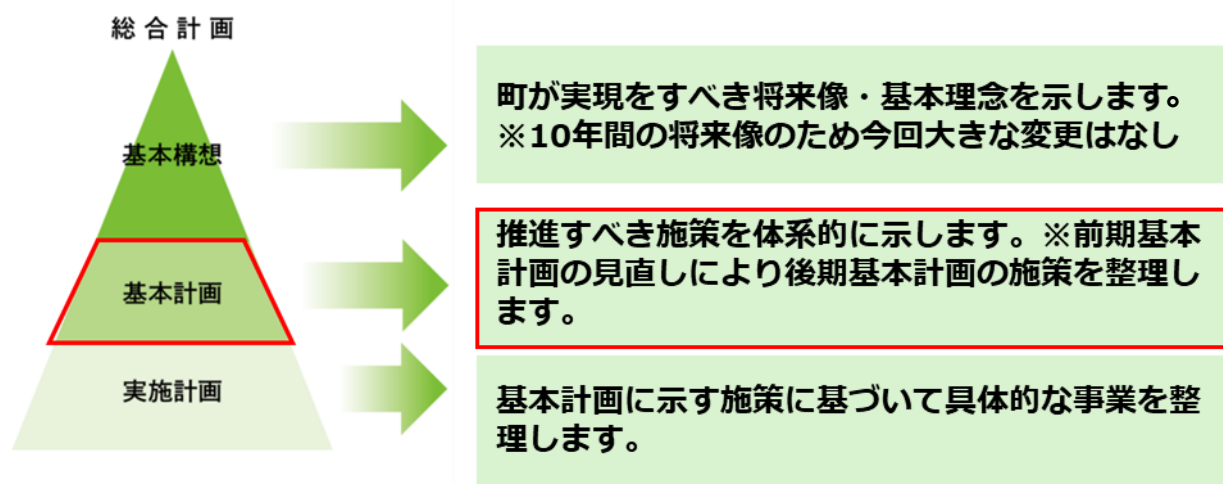 総合計画
基本構想
町が実現をすべき将来像・基本理念を示します。
※10年間の将来像のため今回大きな変更はなし
基本計画
推進すべき施策を体系的に示します。※前期基本
計画の見直しにより後期基本計画の施策を整理し
ます。
実施計画
基本計画に示す施策に基づいて具体的な事業を整
理します。